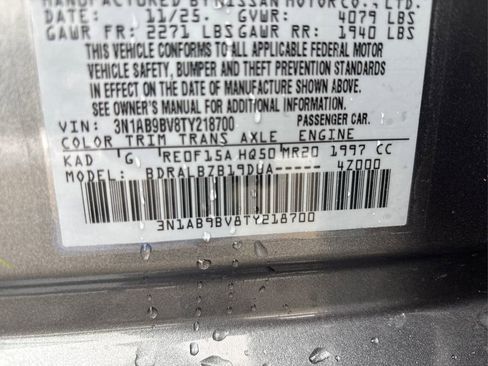 MANUFACTURED BY NISSAN MOTOR CO., LTD.
DATE: 11/25. GVWR: 4079 LBS
GAWR FR: 2271 LBS GAWR RR: 1940 LBS
THIS VEHICLE CONFORMS TO ALL APPLICABLE FEDERAL MOTOR
VEHICLE SAFETY, BUMPER AND THEFT PREVENTION STANDARDS
IN EFFECT ON THE DATE OF MANUFACTURE SHOWN ABOVE.
SEE OWNER'S MANUAL FOR ADDITIONAL INFORMATION.
VIN: 3N1AB9BV8TY218700 PASSENGER CAR.
COLOR TRIM TRANS AXLE ENGINE
KAD G RE0F15A HQ50 MR20 1997 CC
MODEL: BDRALBZB19DUA----- 47000
3N1AB9BV8TY218700